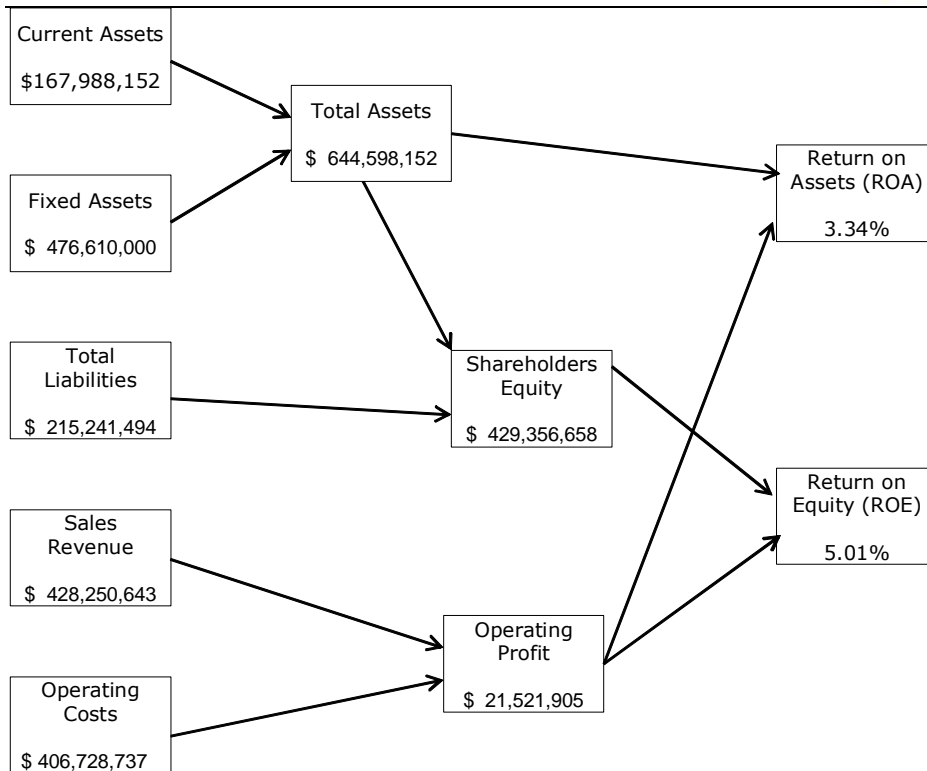 Current Assets
$167,988,152
Total Assets
$ 644,598,152
Return on
Assets (ROA)
3.34%
Fixed Assets
$ 476,610,000
Total
Liabilities
$ 215,241,494
Shareholders
Equity
$ 429,356,658
Return on
Equity (ROE)
5.01%
Sales
Revenue
$ 428,250,643
Operating
Profit
$ 21,521,905
Operating
Costs
$ 406,728,737